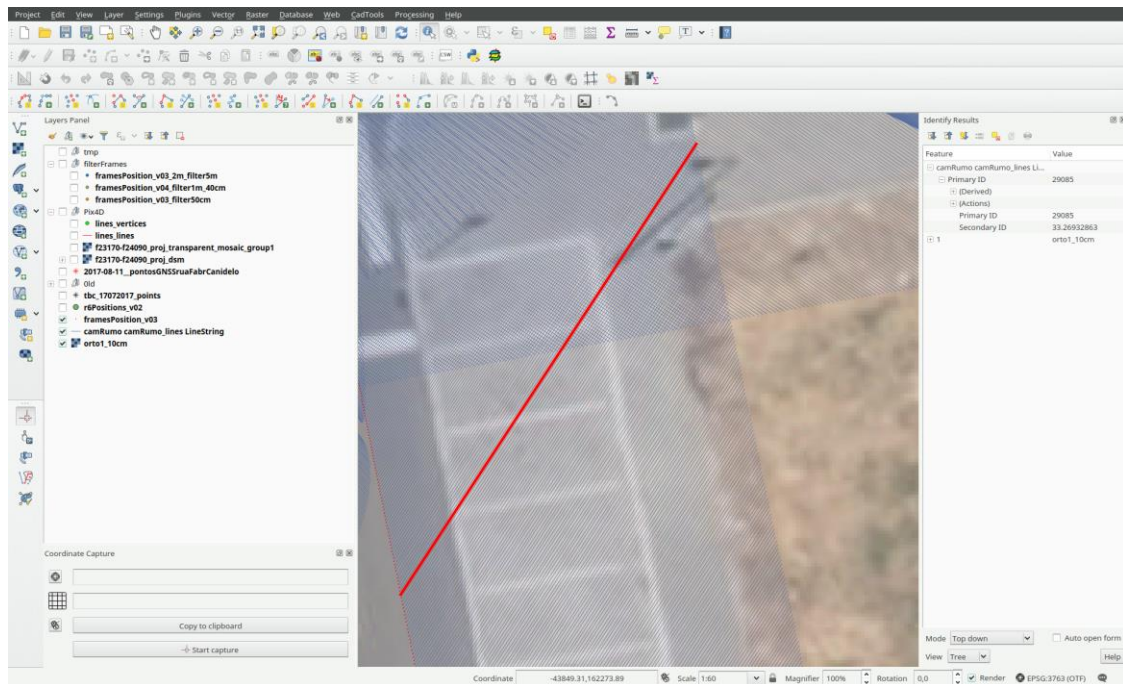 Project Edit View Layer Settings Plugins Vector Raster Database Web CadTools Processing Help
Layers Panel
tmp
filterFrames
framesPosition_v03_2m_filter5m
framesPosition_v04_filter1m_40cm
framesPosition_v03_filter50cm
Pix4D
lines_vertices
lines_lines
f23170-f24090_proj_transparent_mosaic_group1
f23170-f24090_proj_dsm
2017-08-11__pontosGNSSruaFabrCanidelo
Old
tbc_17072017_points
r6Positions_v02
framesPosition_v03
camRumo camRumo_lines LineString
orto1_10cm
Coordinate Capture
Copy to clipboard
Start capture
Identify Results
Feature Value
camRumo camRumo_lines Li...
Primary ID 29085
(Derived)
(Actions)
Primary ID 29085
Secondary ID 33.26932863
1 orto1_10cm
Mode Top down Auto open form
View Tree Help
Coordinate -43849.31,162273.89 Scale 1:60 Magnifier 100% Rotation 0,0 Render EPSG:3763 (OTF)